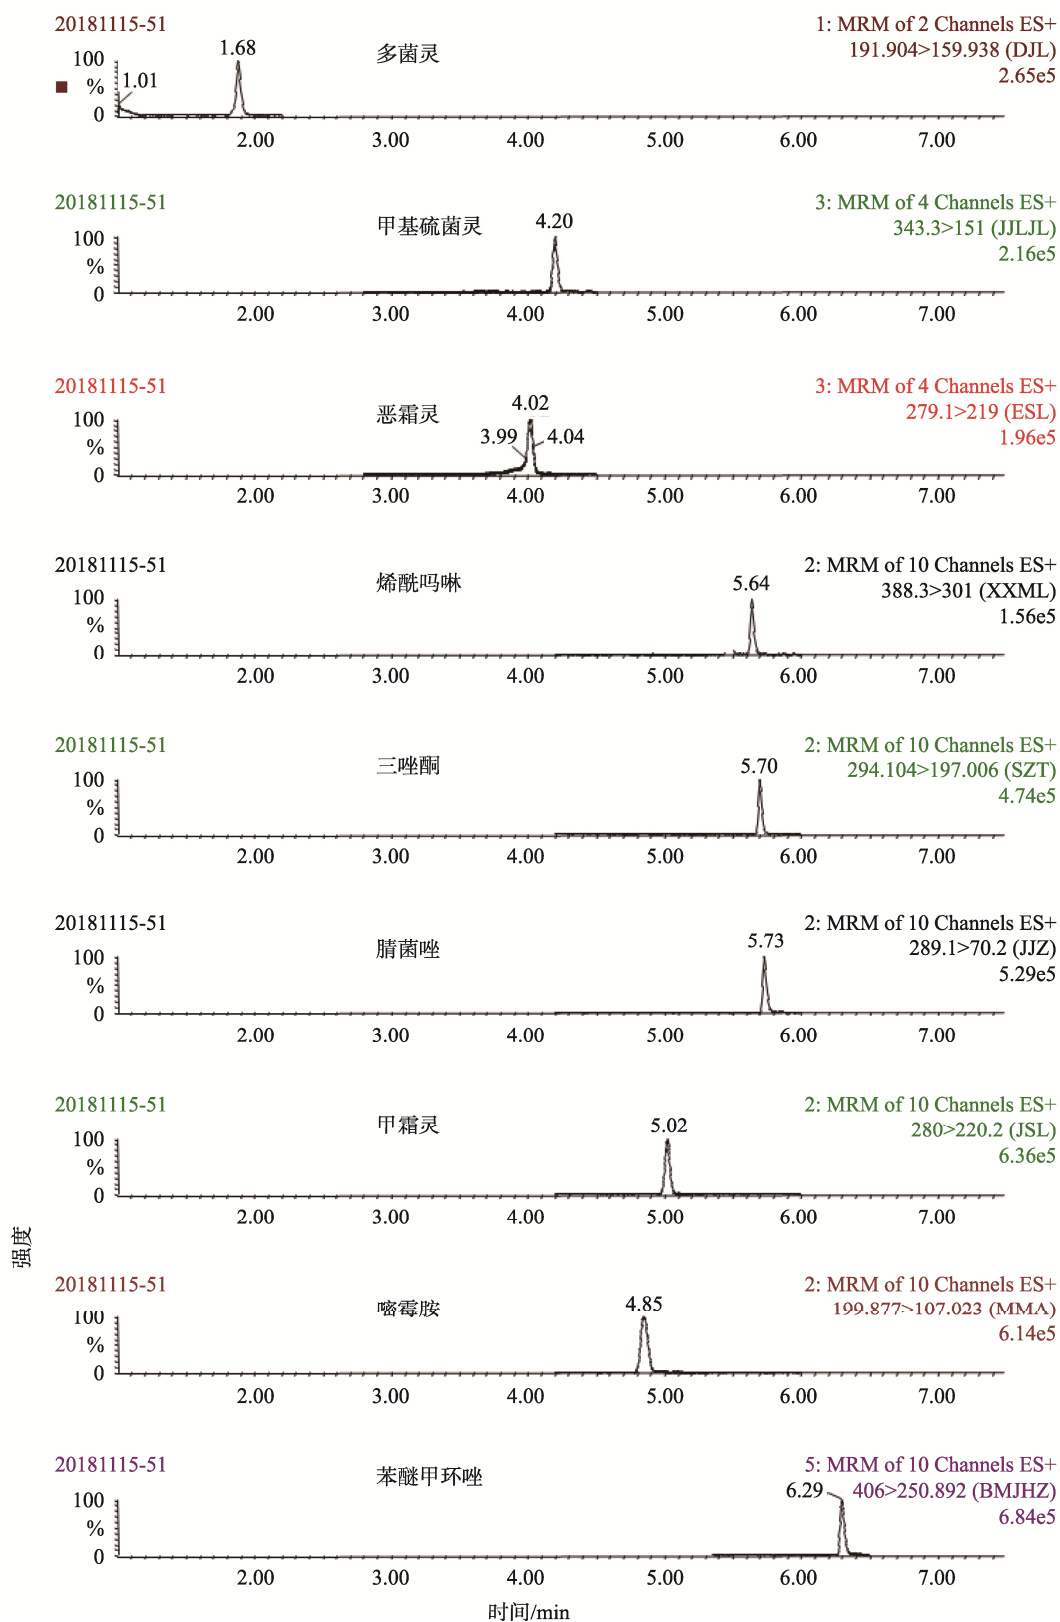 20181115-51
1: MRM of 2 Channels ES+
191.904>159.938 (DJL)
2.65e5
多菌灵
1.68
1.01
100
%
0
2.00 3.00 4.00 5.00 6.00 7.00
20181115-51
3: MRM of 4 Channels ES+
343.3>151 (JJLJL)
2.16e5
甲基硫菌灵
4.20
100
%
0
2.00 3.00 4.00 5.00 6.00 7.00
20181115-51
3: MRM of 4 Channels ES+
279.1>219 (ESL)
1.96e5
恶霜灵
4.02
3.99 4.04
100
%
0
2.00 3.00 4.00 5.00 6.00 7.00
20181115-51
2: MRM of 10 Channels ES+
388.3>301 (XXML)
1.56e5
烯酰吗啉
5.64
100
%
0
2.00 3.00 4.00 5.00 6.00 7.00
20181115-51
2: MRM of 10 Channels ES+
294.104>197.006 (SZT)
4.74e5
三唑酮
5.70
100
%
0
2.00 3.00 4.00 5.00 6.00 7.00
20181115-51
2: MRM of 10 Channels ES+
289.1>70.2 (JJZ)
5.29e5
腈菌唑
5.73
100
%
0
2.00 3.00 4.00 5.00 6.00 7.00
20181115-51
2: MRM of 10 Channels ES+
280>220.2 (JSL)
6.36e5
甲霜灵
5.02
100
%
0
2.00 3.00 4.00 5.00 6.00 7.00
强度
20181115-51
2: MRM of 10 Channels ES+
199.877>107.023 (MMA)
6.14e5
嘧霉胺
4.85
100
%
0
2.00 3.00 4.00 5.00 6.00 7.00
20181115-51
5: MRM of 10 Channels ES+
406>250.892 (BMJHZ)
6.84e5
苯醚甲环唑
6.29
100
%
0
2.00 3.00 4.00 5.00 6.00 7.00
时间/min